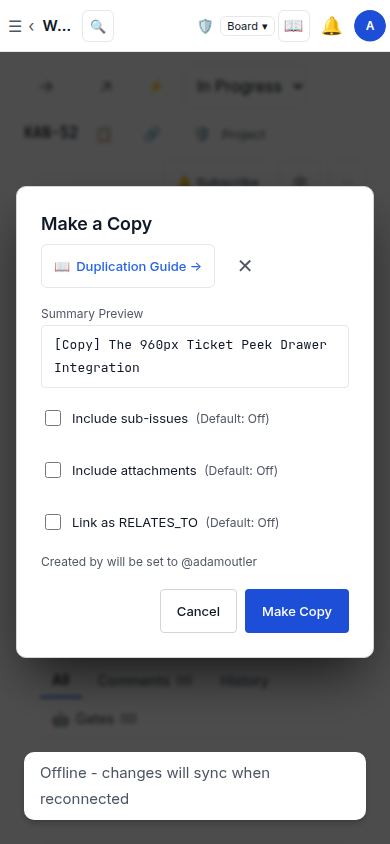 W...
Board ▾
A
In Progress
KAN-52
Project
Subscribe
Make a Copy
Duplication Guide →
Summary Preview
[Copy] The 960px Ticket Peek Drawer
Integration
Include sub-issues (Default: Off)
Include attachments (Default: Off)
Link as RELATES_TO (Default: Off)
Created by will be set to @adamoutler
Cancel
Make Copy
All Comments History
Gates
Offline - changes will sync when
reconnected